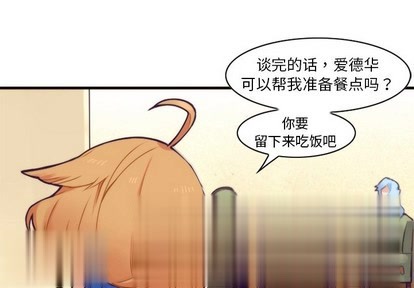 谈完的话，爱德华
可以帮我准备餐点吗？
你要
留下来吃饭吧